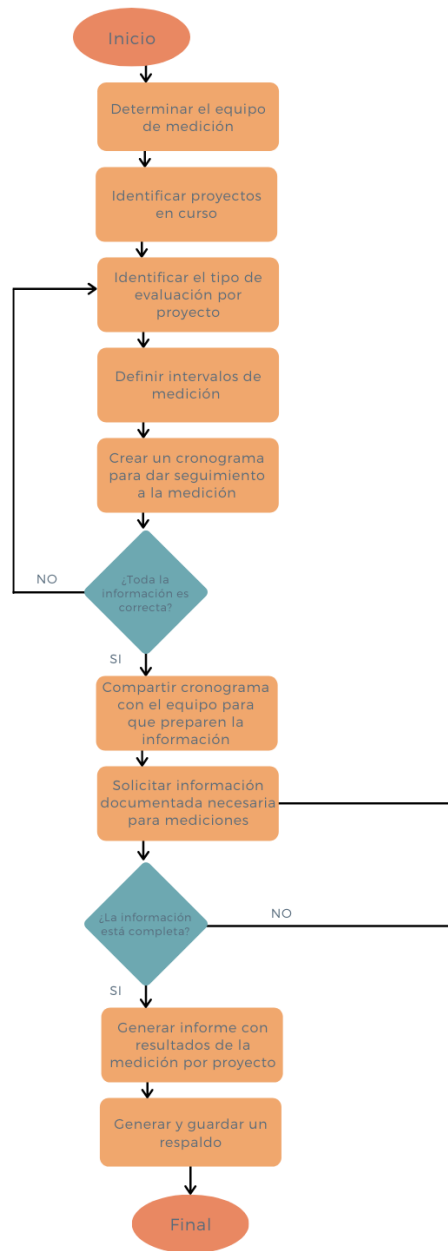 Inicio
Determinar el equipo
de medición
Identificar proyectos
en curso
Identificar el tipo de
evaluación por
proyecto
Definir intervalos de
medición
Crear un cronograma
para dar seguimiento
a la medición
¿Toda la
información es
correcta?
NO
SI
Compartir cronograma
con el equipo para
que preparen la
información
Solicitar información
documentada necesaria
para mediciones
¿La información
está completa?
NO
SI
Generar informe con
resultados de la
medición por proyecto
Generar y guardar un
respaldo
Final